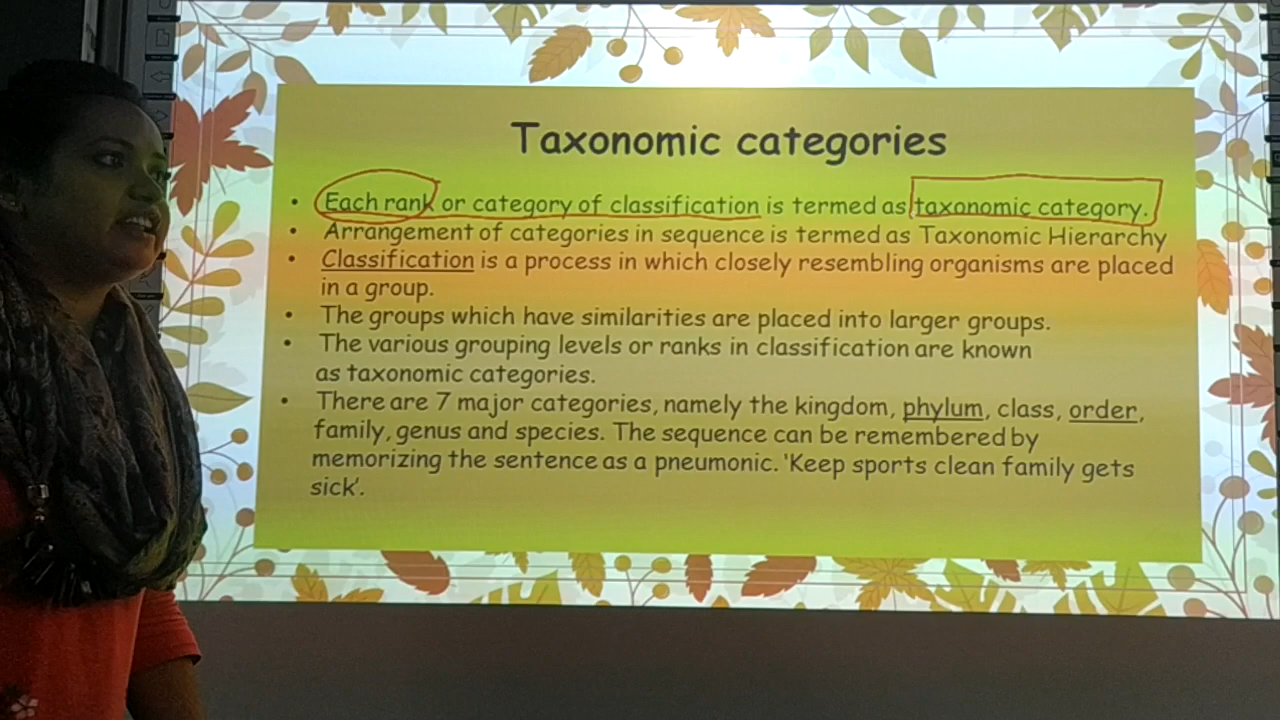 Taxonomic categories
• Each rank or category of classification is termed as taxonomic category.
• Arrangement of categories in sequence is termed as Taxonomic Hierarchy
• Classification is a process in which closely resembling organisms are placed
in a group.
• The groups which have similarities are placed into larger groups.
• The various grouping levels or ranks in classification are known
as taxonomic categories.
• There are 7 major categories, namely the kingdom, phylum, class, order,
family, genus and species. The sequence can be remembered by
memorizing the sentence as a pneumonic. 'Keep sports clean family gets
sick'.